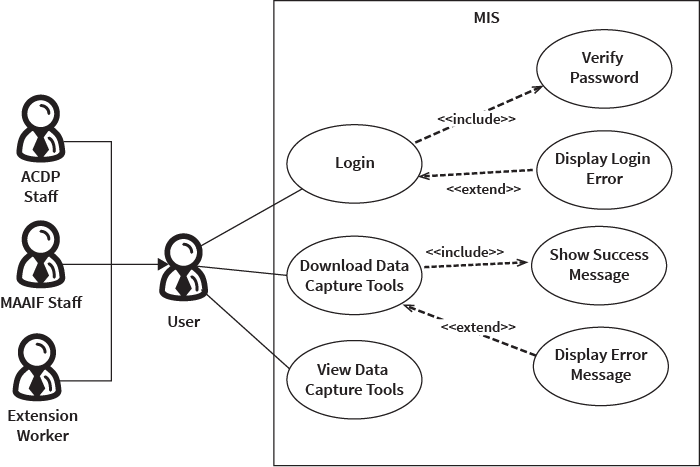 MIS
Verify
Password
<<include>>
Login
Display Login
Error
<<extend>>
ACDP
Staff
MAAIF Staff
Extension
Worker
User
Download Data
Capture Tools
<<include>>
Show Success
Message
<<extend>>
Display Error
Message
View Data
Capture Tools